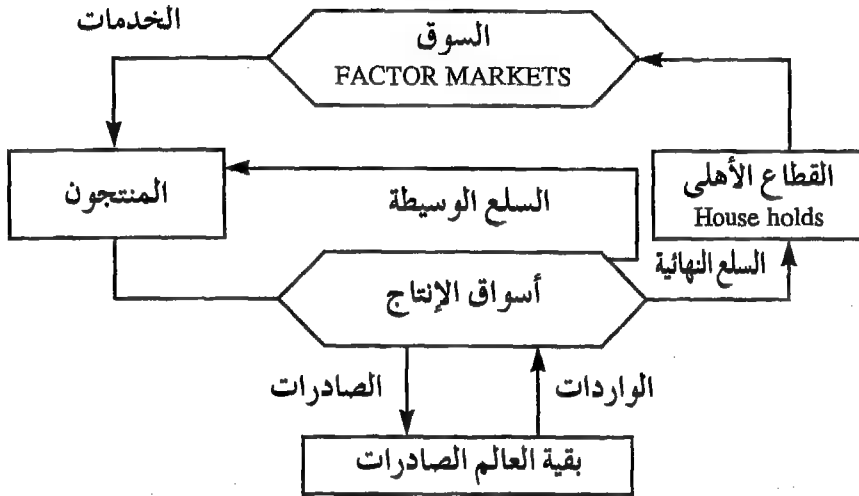 الخدمات
السوق
FACTOR MARKETS
المنتجون
القطاع الأهلى
House holds
السلع الوسيطة
السلع النهائية
أسواق الإنتاج
الواردات
الصادرات
بقية العالم الصادرات